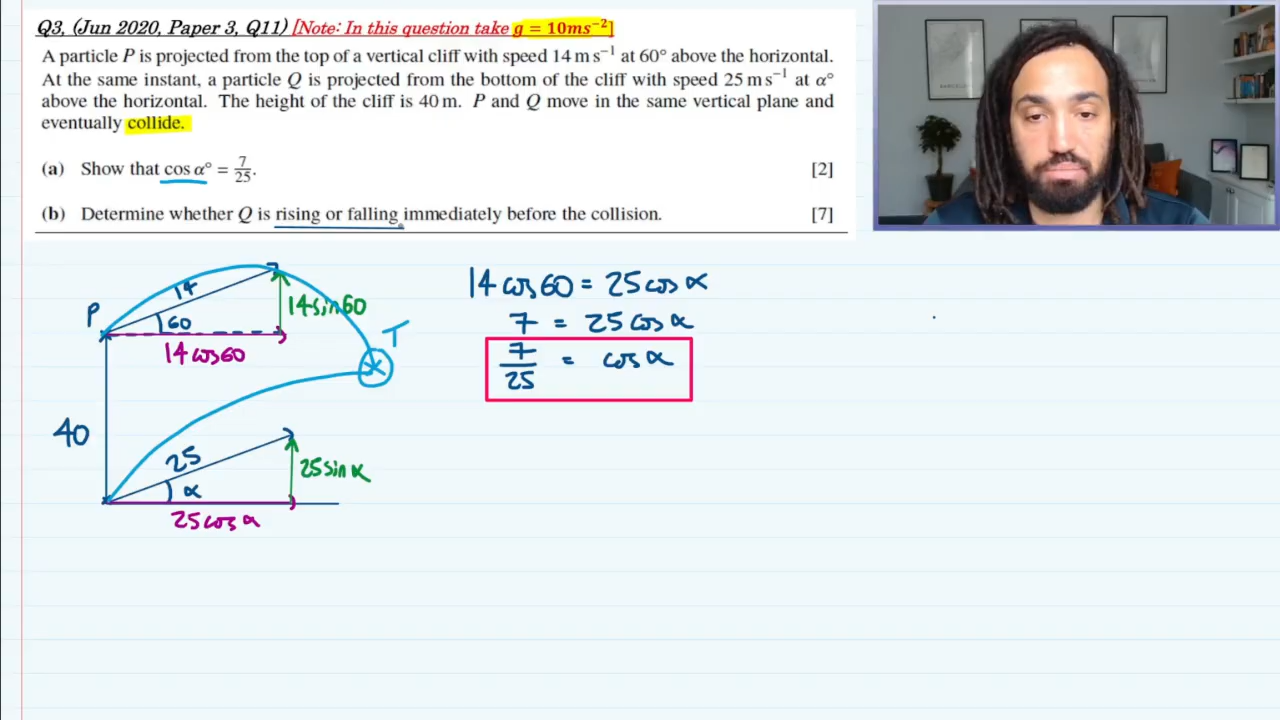 Q3, (Jun 2020, Paper 3, Q11) [Note: In this question take g = 10ms⁻²]
A particle P is projected from the top of a vertical cliff with speed 14 m s⁻¹ at 60° above the horizontal.
At the same instant, a particle Q is projected from the bottom of the cliff with speed 25 m s⁻¹ at α°
above the horizontal. The height of the cliff is 40 m. P and Q move in the same vertical plane and
eventually collide.
(a) Show that cos α° = 7/25. [2]
(b) Determine whether Q is rising or falling immediately before the collision. [7]
P
14
60
14sin60
14cos60
T
40
25
α
25sinα
25cosα
14cos60 = 25cosα
7 = 25cosα
7/25 = cosα